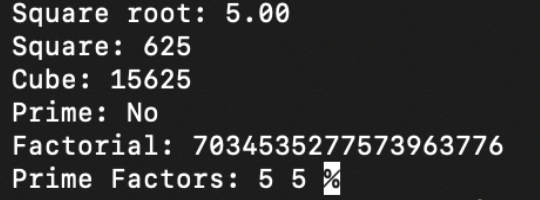 Square root: 5.00
Square: 625
Cube: 15625
Prime: No
Factorial: 7034535277573963776
Prime Factors: 5 5 %